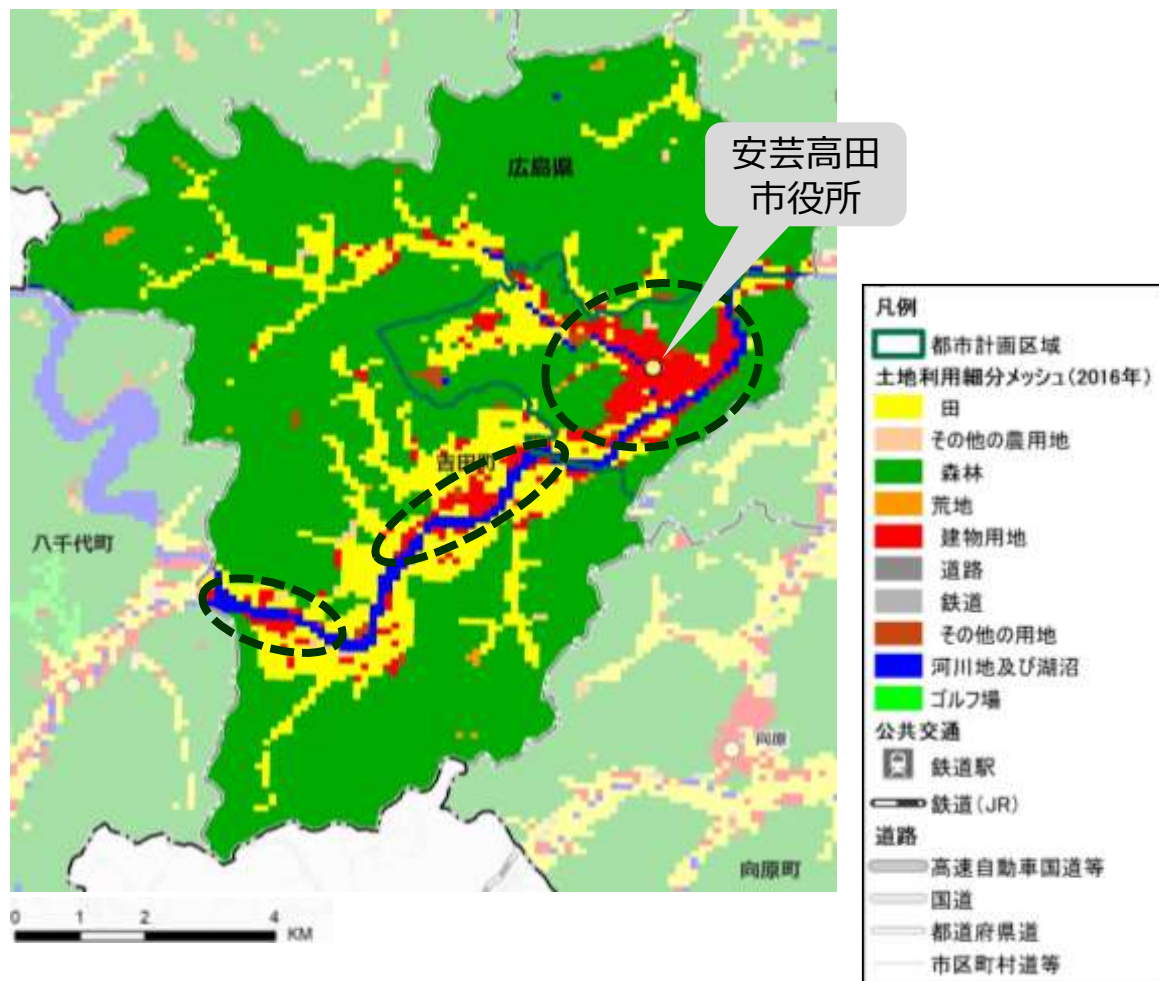 広島県
安芸高田
市役所
吉田町
八千代町
向原
向原町
0 1 2 4
KM
凡例
都市計画区域
土地利用細分メッシュ(2016年)
田
その他の農用地
森林
荒地
建物用地
道路
鉄道
その他の用地
河川地及び湖沼
ゴルフ場
公共交通
鉄道駅
鉄道(JR)
道路
高速自動車国道等
国道
都道府県道
市区町村道等